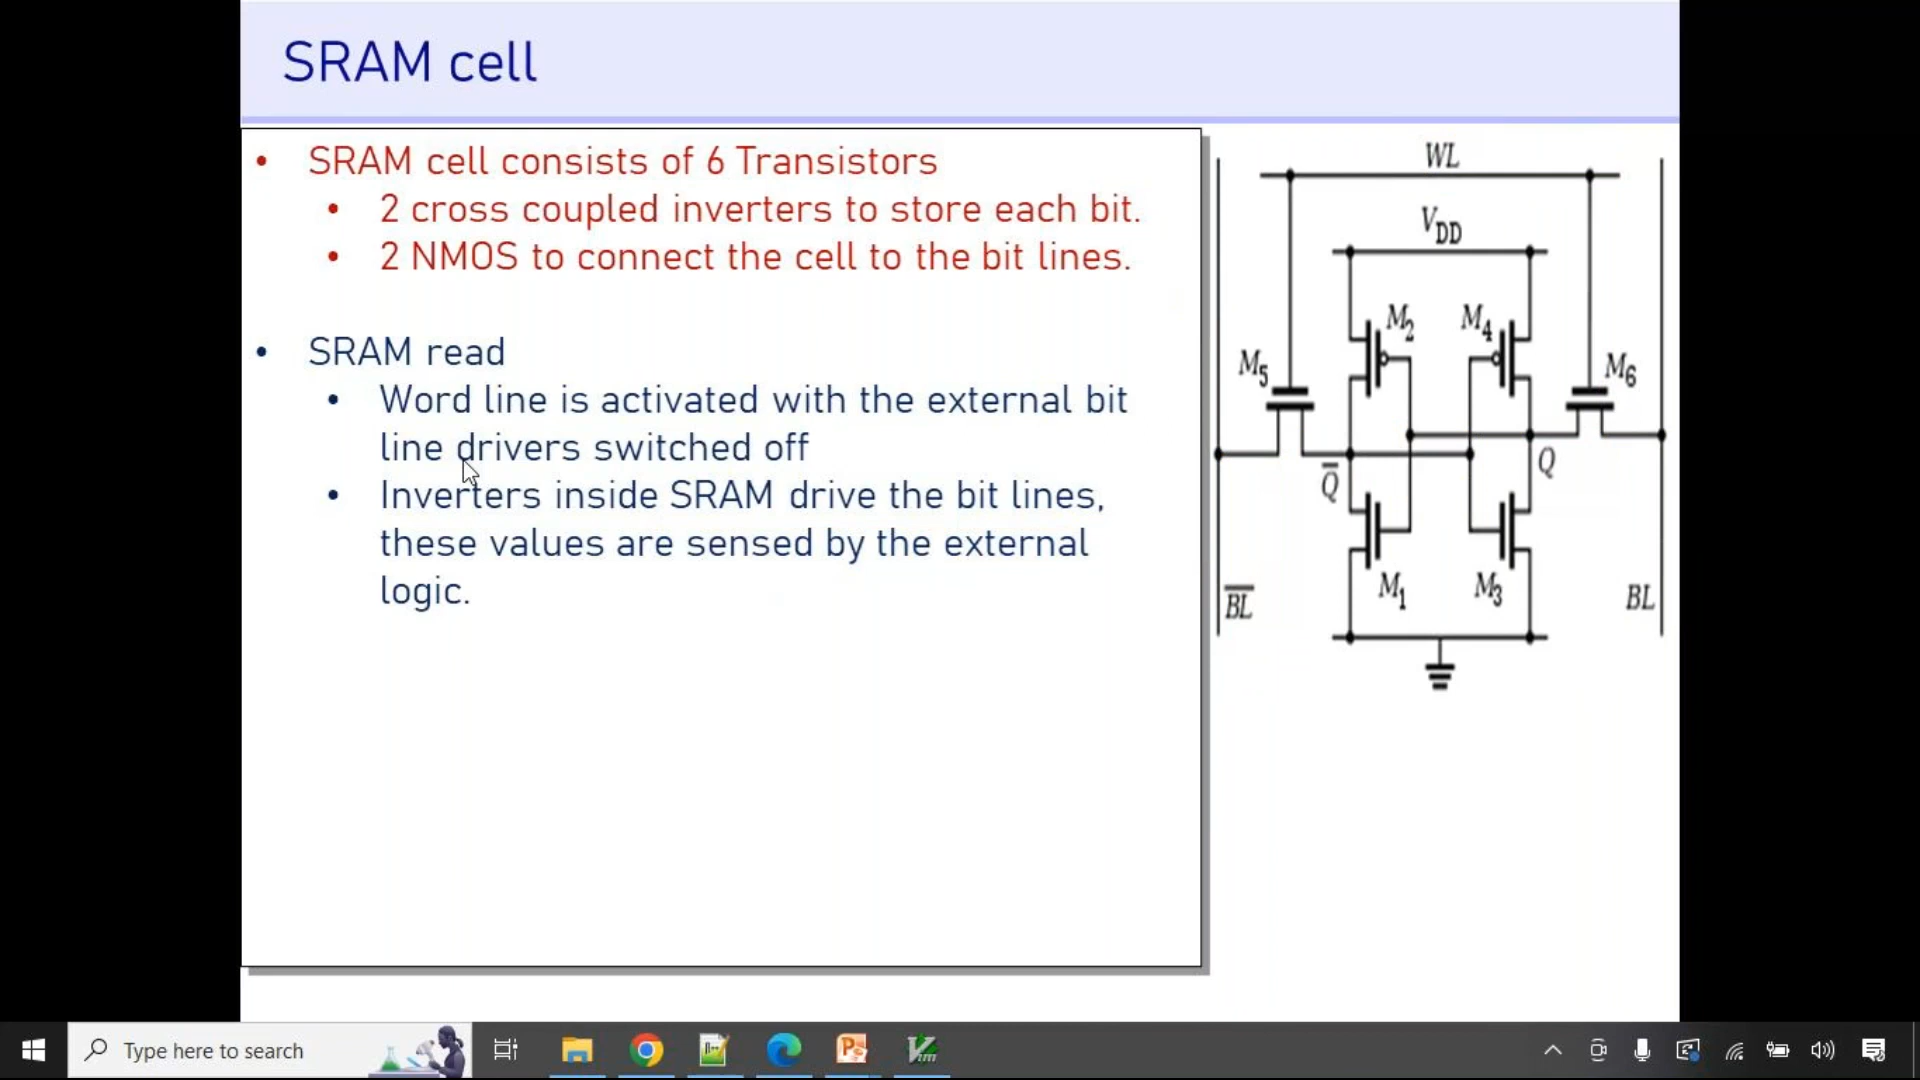 SRAM cell
• SRAM cell consists of 6 Transistors
• 2 cross coupled inverters to store each bit.
• 2 NMOS to connect the cell to the bit lines.
• SRAM read
• Word line is activated with the external bit
line drivers switched off
• Inverters inside SRAM drive the bit lines,
these values are sensed by the external
logic.
WL
V_DD
M₂ M₄
M₅ M₆
Q̅ Q
M₁ M₃
B̅L̅ BL
Type here to search